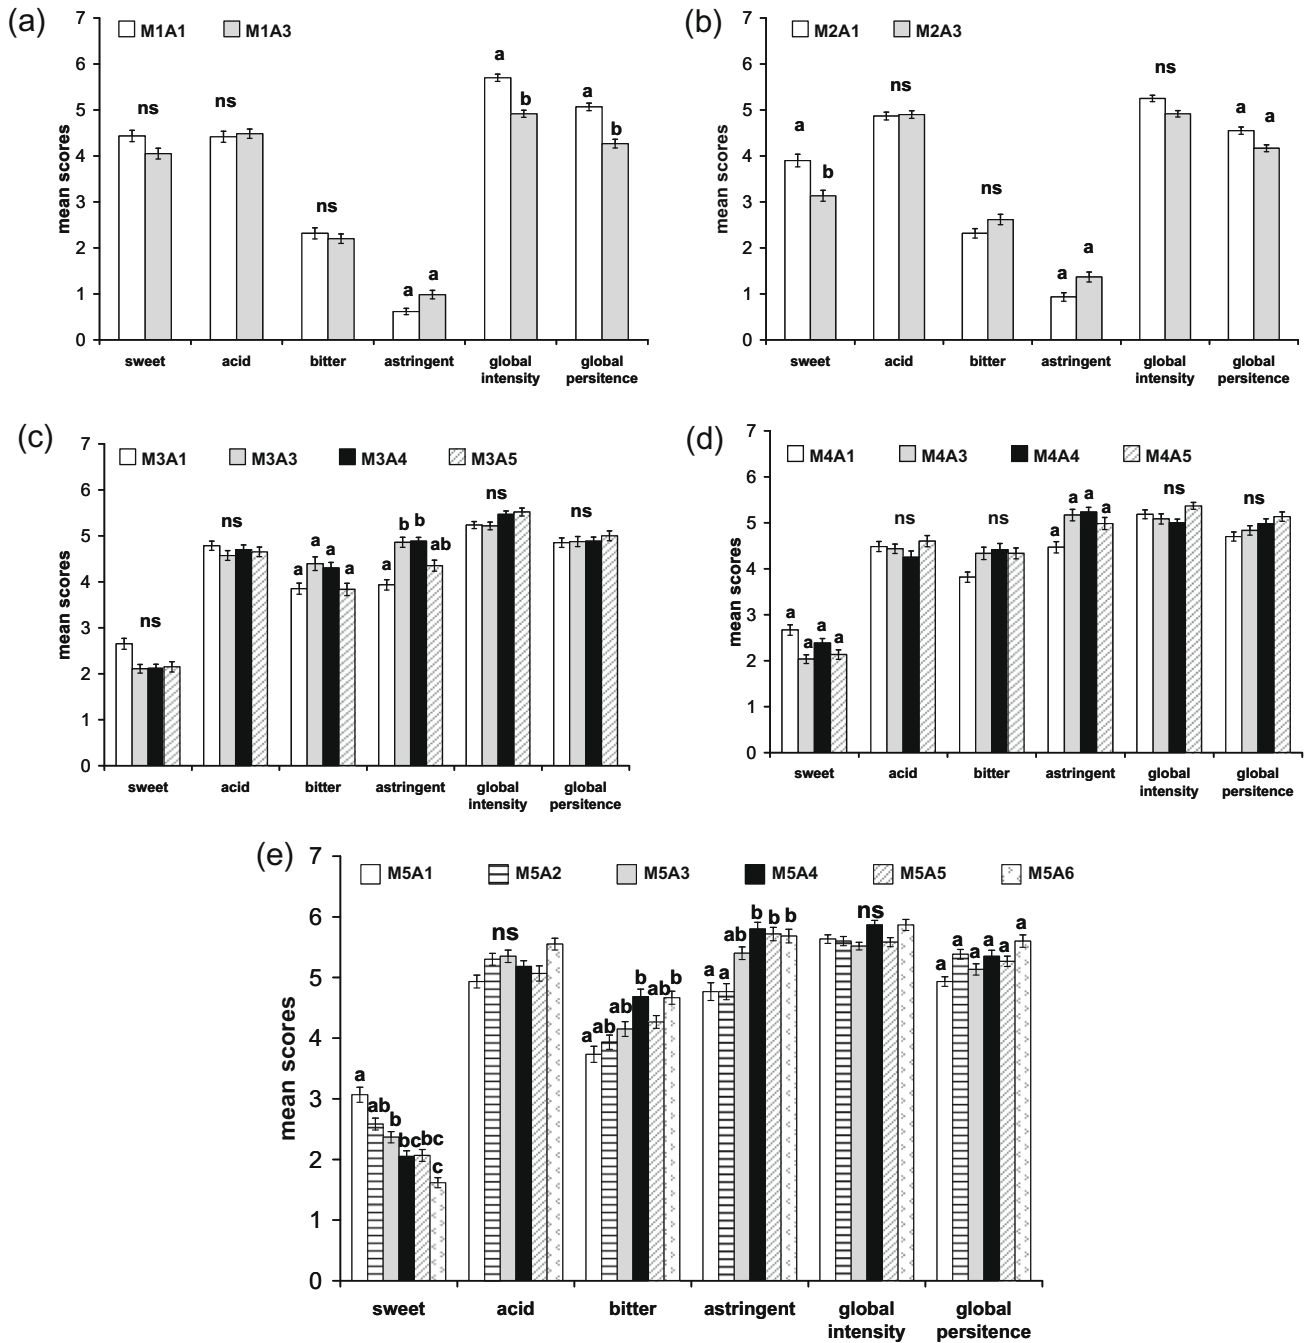 (a)
M1A1 M1A3
mean scores
7
6
5
4
3
2
1
0
ns ns ns a a a b a b
sweet acid bitter astringent global intensity global persitence
(b)
M2A1 M2A3
mean scores
7
6
5
4
3
2
1
0
a b ns ns a a ns a a
sweet acid bitter astringent global intensity global persitence
(c)
M3A1 M3A3 M3A4 M3A5
mean scores
7
6
5
4
3
2
1
0
ns ns a a a a a b b ab ns ns
sweet acid bitter astringent global intensity global persitence
(d)
M4A1 M4A3 M4A4 M4A5
mean scores
7
6
5
4
3
2
1
0
a a a a ns ns a a a a ns ns
sweet acid bitter astringent global intensity global persitence
(e)
M5A1 M5A2 M5A3 M5A4 M5A5 M5A6
mean scores
7
6
5
4
3
2
1
0
a ab b bc bc c ns a ab ab b ab b a a ab b b b ns a a a a a a
sweet acid bitter astringent global intensity global persitence